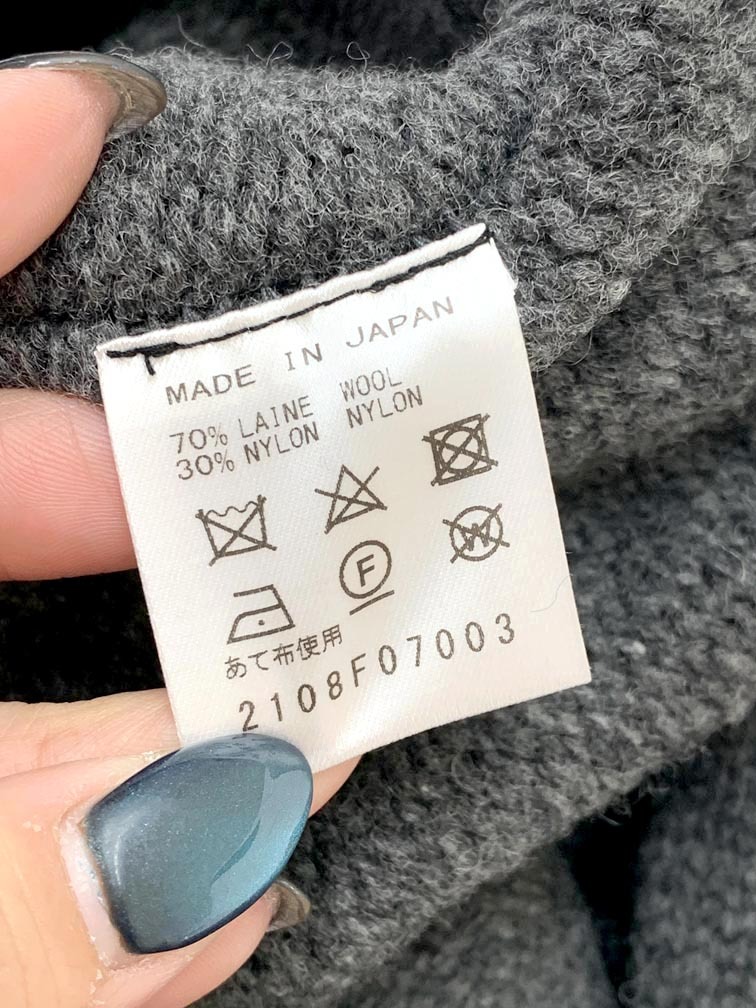 MADE IN JAPAN
70% LAINE WOOL
30% NYLON NYLON
F
W
あて布使用
2108F07003